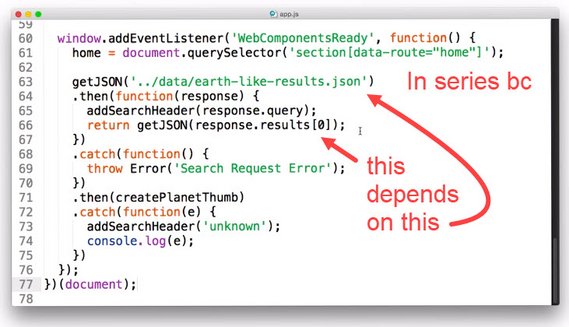 app.js
59
60 window.addEventListener('WebComponentsReady', function() {
61 home = document.querySelector('section[data-route="home"]');
62
63 getJSON('../data/earth-like-results.json')
64 .then(function(response) {
65 addSearchHeader(response.query);
66 return getJSON(response.results[0]);
67 })
68 .catch(function() {
69 throw Error('Search Request Error');
70 })
71 .then(createPlanetThumb)
72 .catch(function(e) {
73 addSearchHeader('unknown');
74 console.log(e);
75 })
76 });
77 })(document);
78
In series bc
this
depends
on this